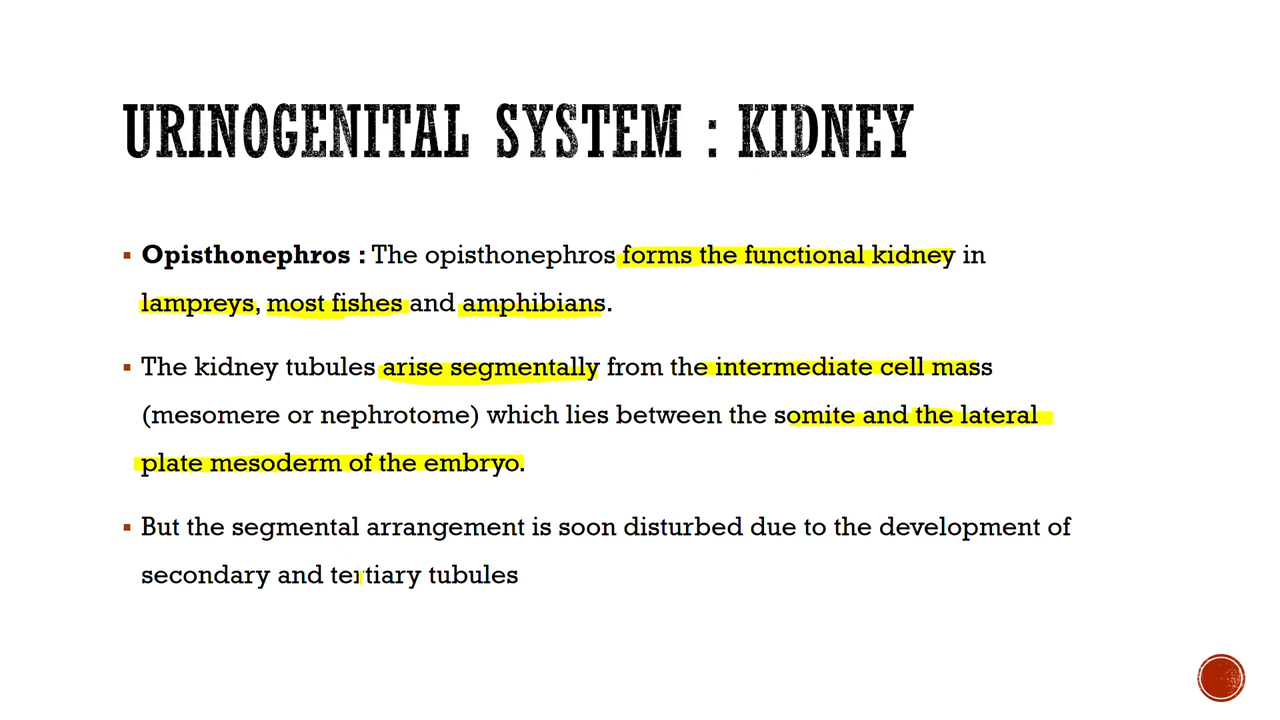 URINOGENITAL SYSTEM : KIDNEY
▪ Opisthonephros : The opisthonephros forms the functional kidney in
lampreys, most fishes and amphibians.
▪ The kidney tubules arise segmentally from the intermediate cell mass
(mesomere or nephrotome) which lies between the somite and the lateral
plate mesoderm of the embryo.
▪ But the segmental arrangement is soon disturbed due to the development of
secondary and tertiary tubules